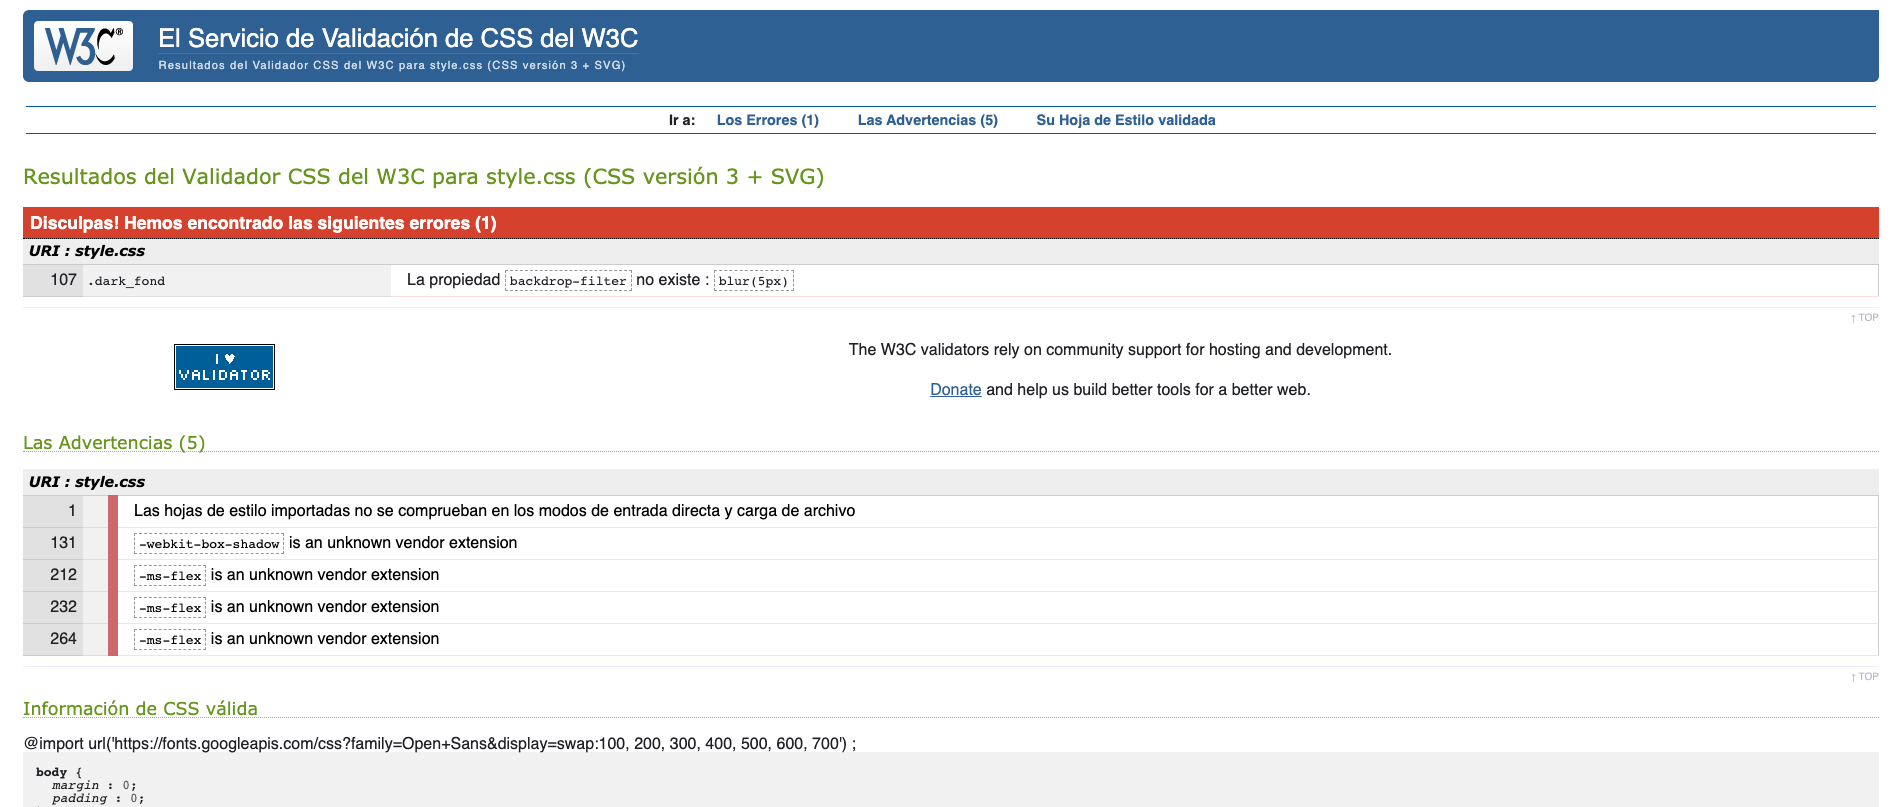 W3C®
El Servicio de Validación de CSS del W3C
Resultados del Validador CSS del W3C para style.css (CSS versión 3 + SVG)
Ir a: Los Errores (1) Las Advertencias (5) Su Hoja de Estilo validada
Resultados del Validador CSS del W3C para style.css (CSS versión 3 + SVG)
Disculpas! Hemos encontrado las siguientes errores (1)
URI : style.css
107 .dark_fond La propiedad backdrop-filter no existe : blur(5px)
↑ TOP
I ♥
VALIDATOR
The W3C validators rely on community support for hosting and development.
Donate and help us build better tools for a better web.
Las Advertencias (5)
URI : style.css
1 Las hojas de estilo importadas no se comprueban en los modos de entrada directa y carga de archivo
131 -webkit-box-shadow is an unknown vendor extension
212 -ms-flex is an unknown vendor extension
232 -ms-flex is an unknown vendor extension
264 -ms-flex is an unknown vendor extension
↑ TOP
Información de CSS válida
@import url('https://fonts.googleapis.com/css?family=Open+Sans&display=swap:100, 200, 300, 400, 500, 600, 700') ;
body {
margin : 0;
padding : 0;